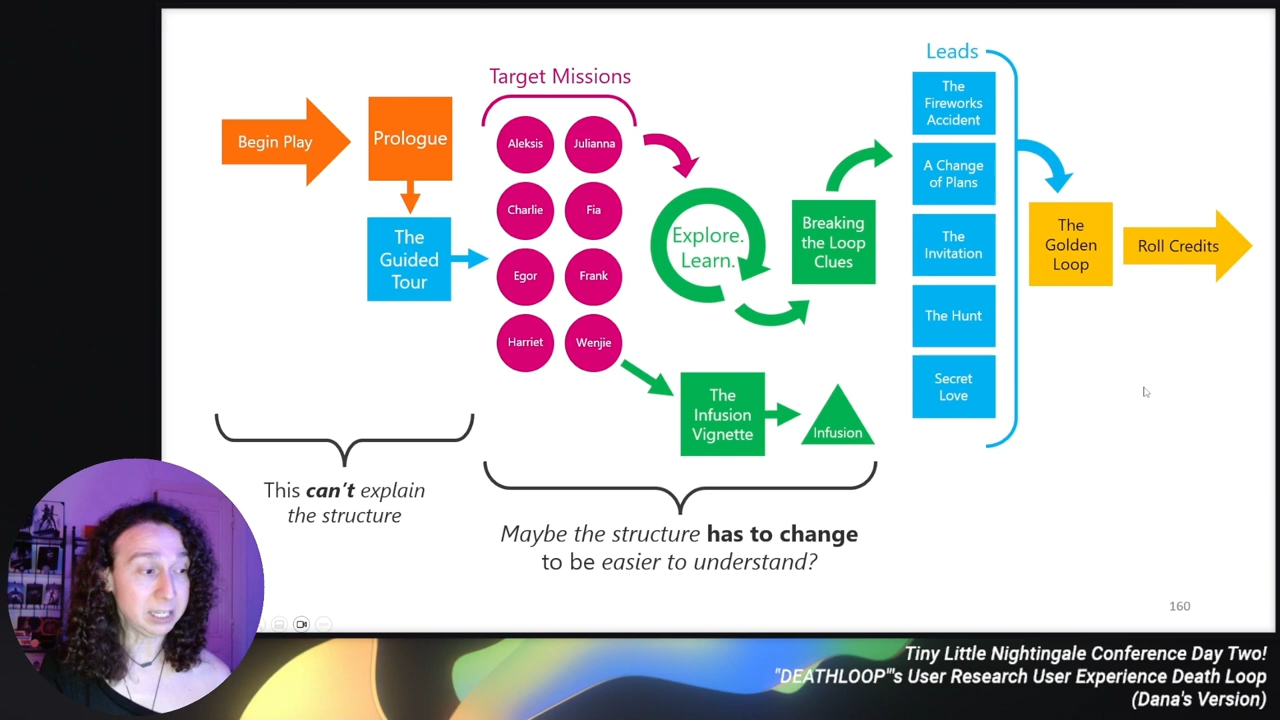 Begin Play
Prologue
The
Guided
Tour
Target Missions
Aleksis
Julianna
Charlie
Fia
Egor
Frank
Harriet
Wenjie
Explore.
Learn.
Breaking
the Loop
Clues
The
Infusion
Vignette
Infusion
Leads
The
Fireworks
Accident
A Change
of Plans
The
Invitation
The Hunt
Secret
Love
The
Golden
Loop
Roll Credits
This can't explain
the structure
Maybe the structure has to change
to be easier to understand?
160
Tiny Little Nightingale Conference Day Two!
"DEATHLOOP"'s User Research User Experience Death Loop
(Dana's Version)